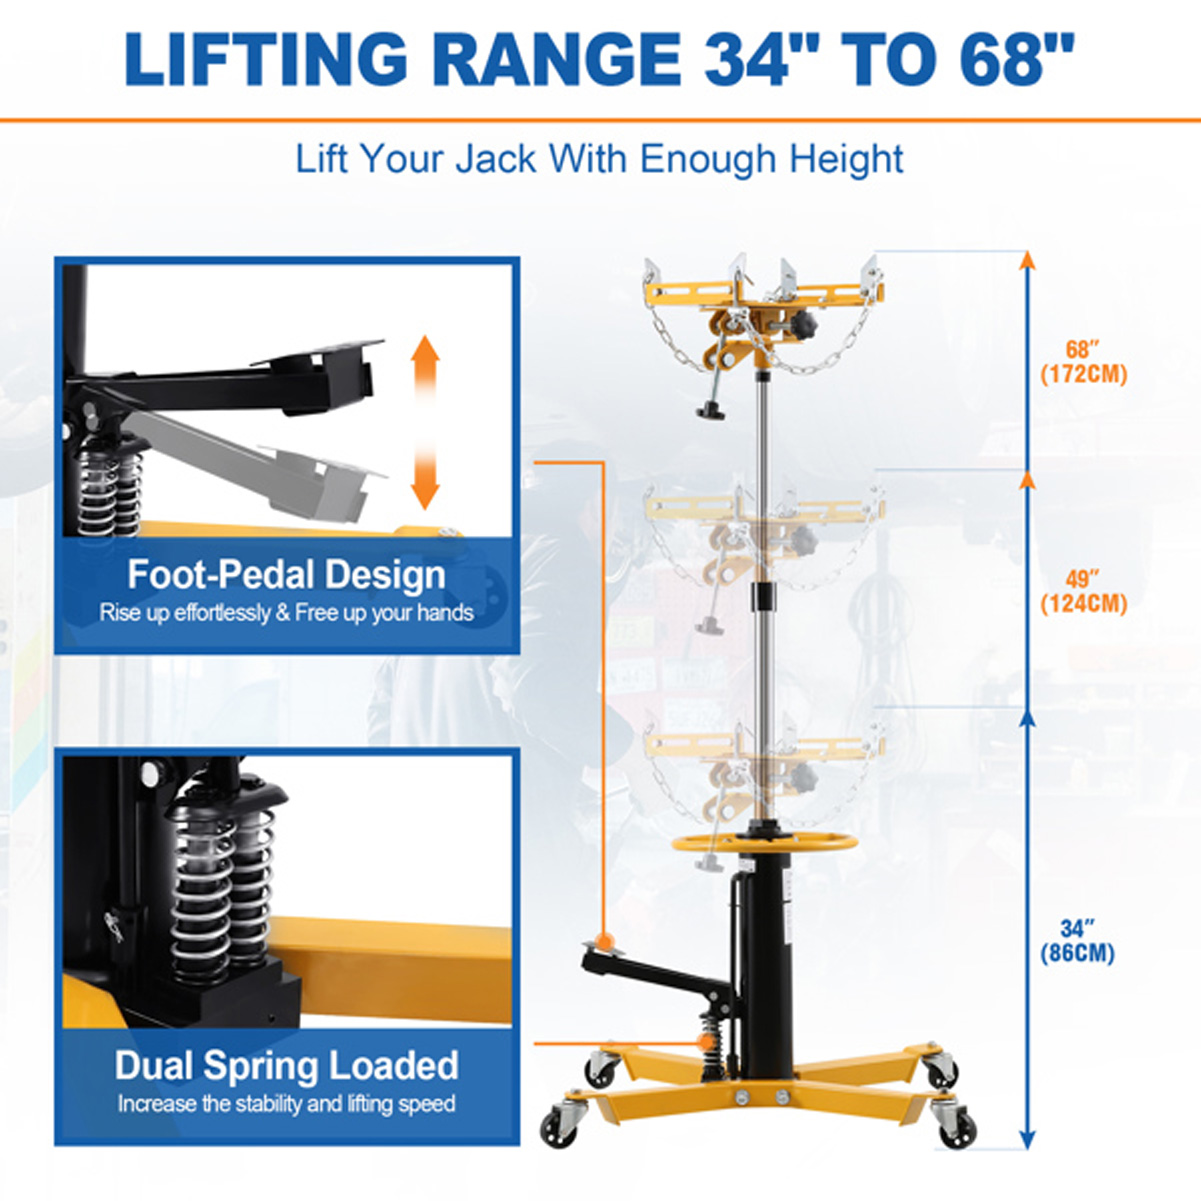 LIFTING RANGE 34" TO 68"
Lift Your Jack With Enough Height
Foot-Pedal Design
Rise up effortlessly & Free up your hands
Dual Spring Loaded
Increase the stability and lifting speed
68"
(172CM)
49"
(124CM)
34"
(86CM)